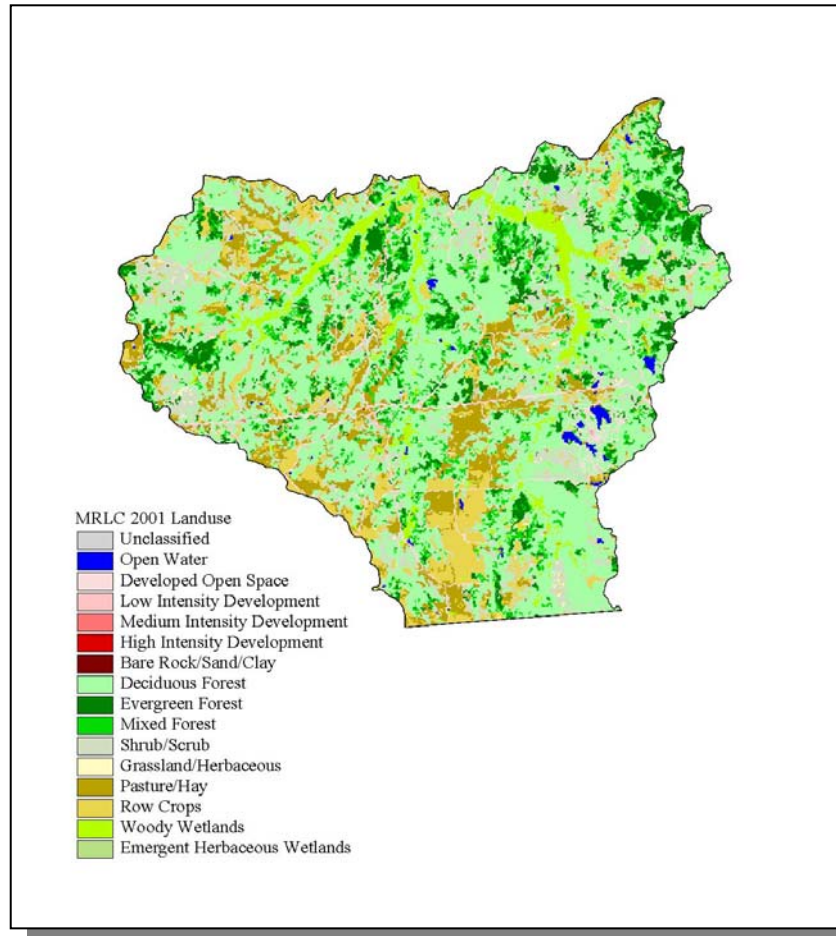 MRLC 2001 Landuse
Unclassified
Open Water
Developed Open Space
Low Intensity Development
Medium Intensity Development
High Intensity Development
Bare Rock/Sand/Clay
Deciduous Forest
Evergreen Forest
Mixed Forest
Shrub/Scrub
Grassland/Herbaceous
Pasture/Hay
Row Crops
Woody Wetlands
Emergent Herbaceous Wetlands